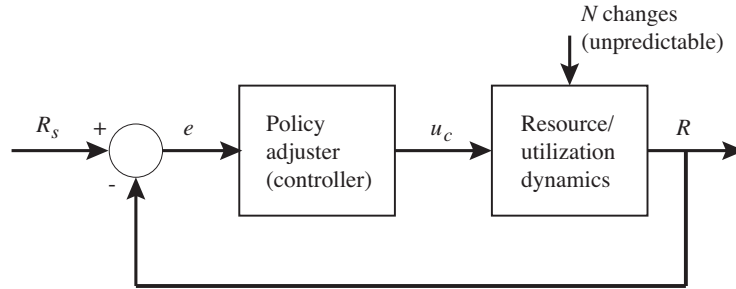 N changes
(unpredictable)
R_s
+
e
Policy
adjuster
(controller)
u_c
Resource/
utilization
dynamics
R
-